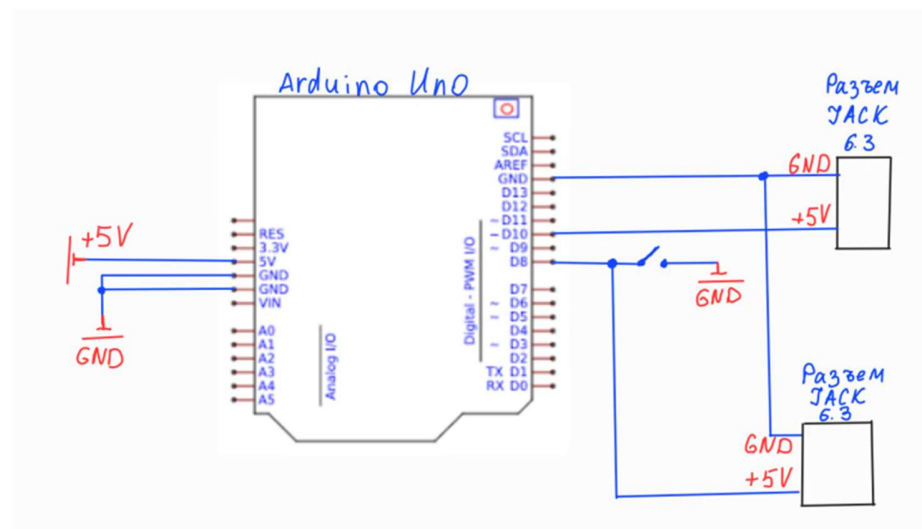 Arduino Uno
SCL
SDA
AREF
GND
D13
D12
~ D11
~ D10
~ D9
D8
D7
~ D6
~ D5
D4
~ D3
D2
TX D1
RX D0
Digital - PWM I/O
RES
3.3V
5V
GND
GND
VIN
A0
A1
A2
A3
A4
A5
Analog I/O
+5V
GND
GND
Разъем
JACK
6.3
GND
+5V
Разъем
JACK
6.3
GND
+5V